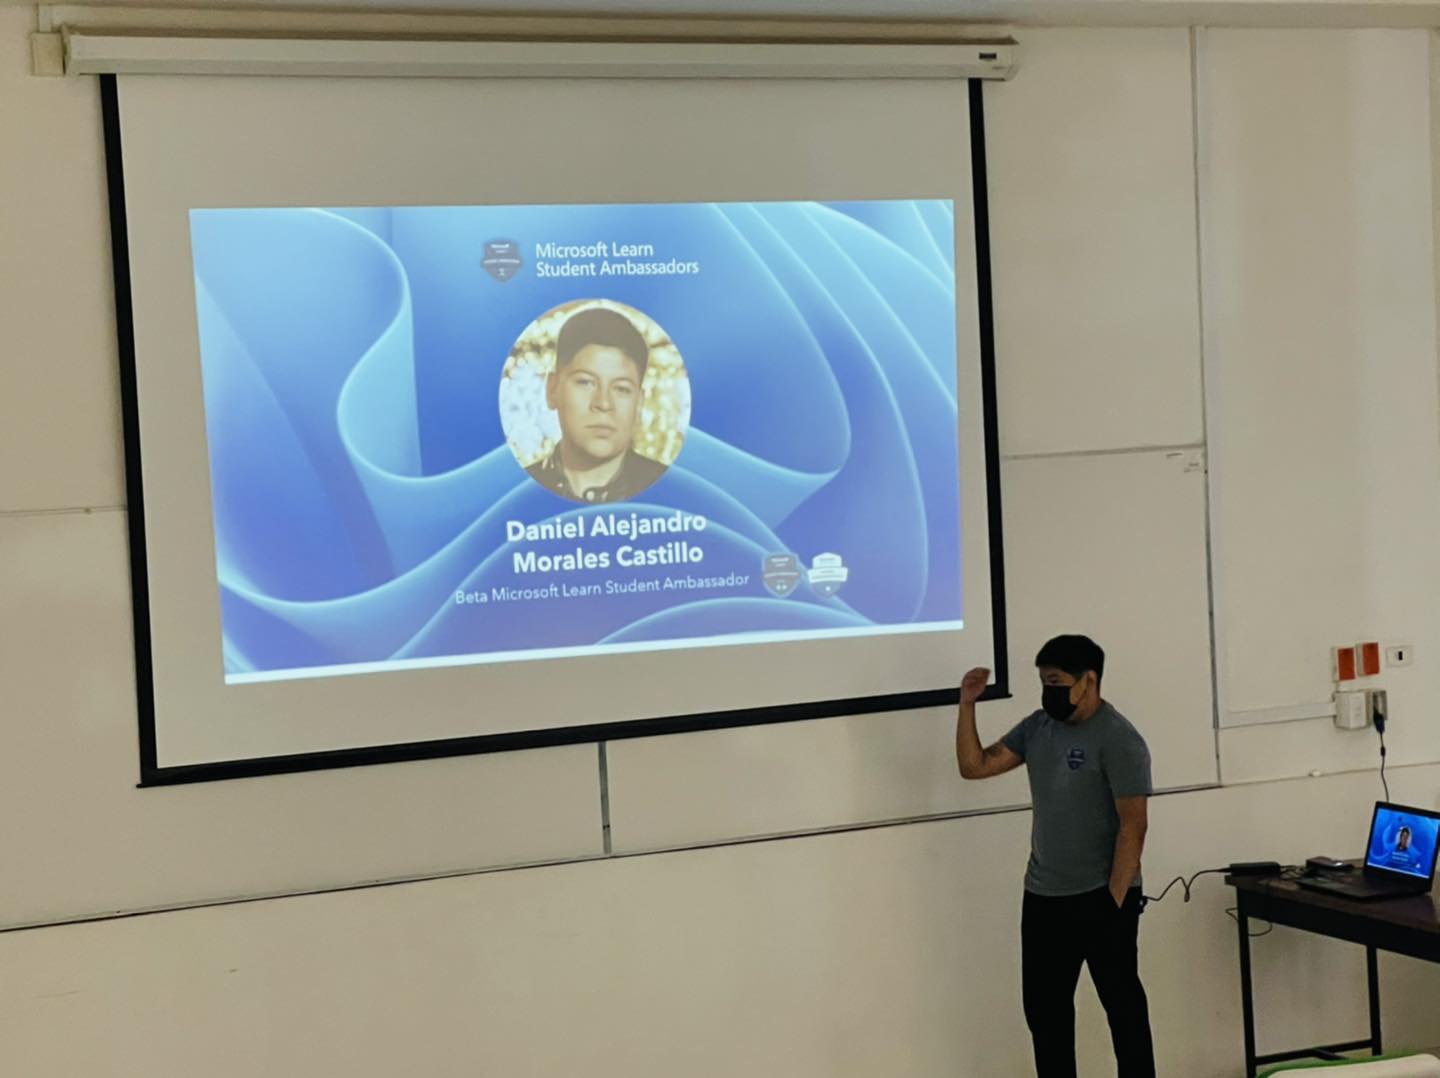 Microsoft Learn
Student Ambassadors
Daniel Alejandro
Morales Castillo
Beta Microsoft Learn Student Ambassador